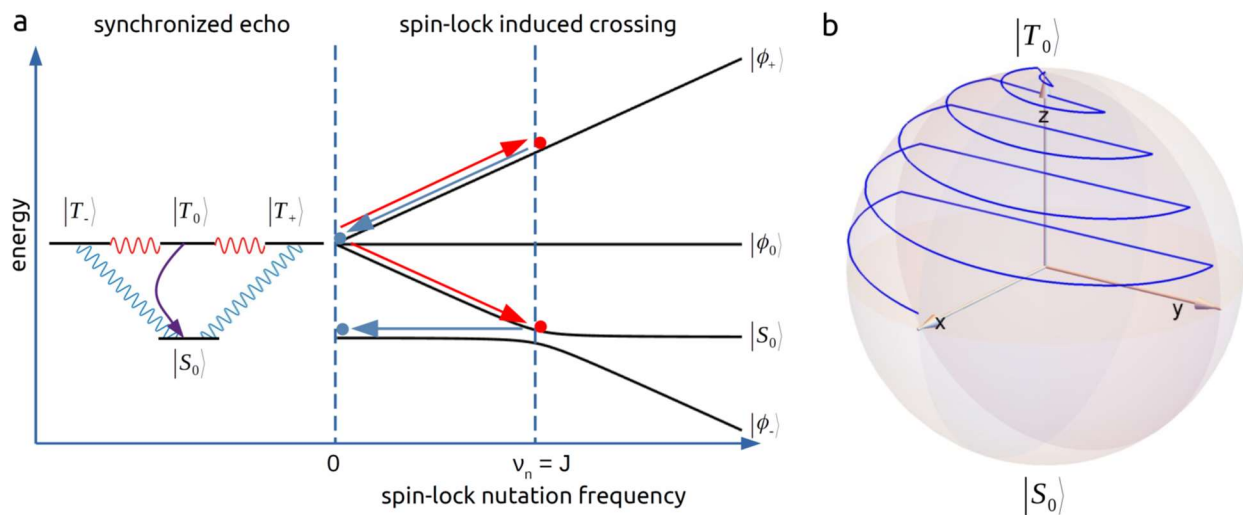 a
synchronized echo
spin-lock induced crossing
energy
|T₋⟩
|T₀⟩
|T₊⟩
|S₀⟩
|ϕ₊⟩
|ϕ₀⟩
|S₀⟩
|ϕ₋⟩
0
νₙ = J
spin-lock nutation frequency
b
|T₀⟩
z
x
y
|S₀⟩